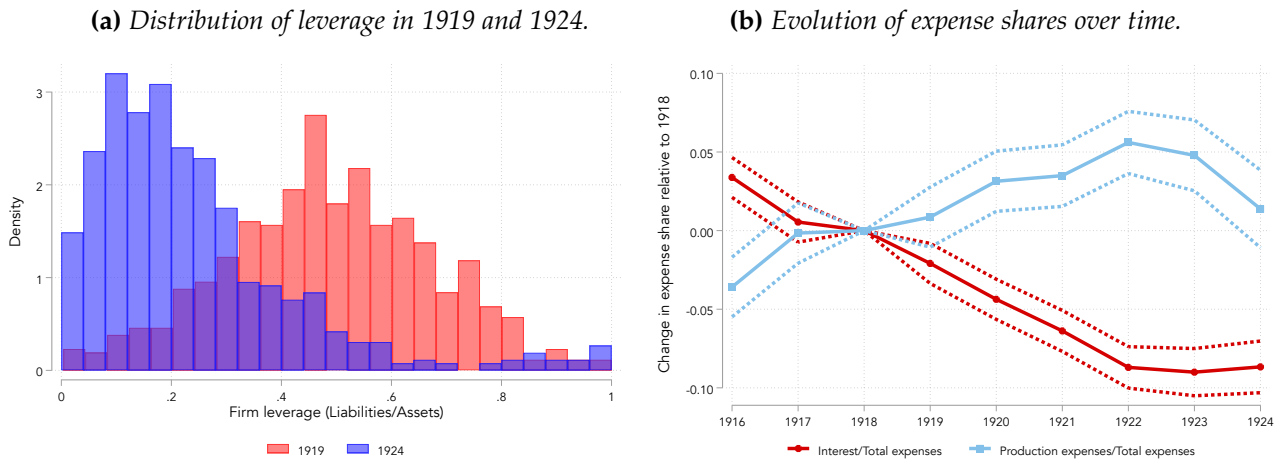 (a) Distribution of leverage in 1919 and 1924.
3
2
1
0
Density
0 .2 .4 .6 .8 1
Firm leverage (Liabilities/Assets)
1919 1924
(b) Evolution of expense shares over time.
0.10
0.05
0.00
-0.05
-0.10
Change in expense share relative to 1918
1916 1917 1918 1919 1920 1921 1922 1923 1924
Interest/Total expenses Production expenses/Total expenses